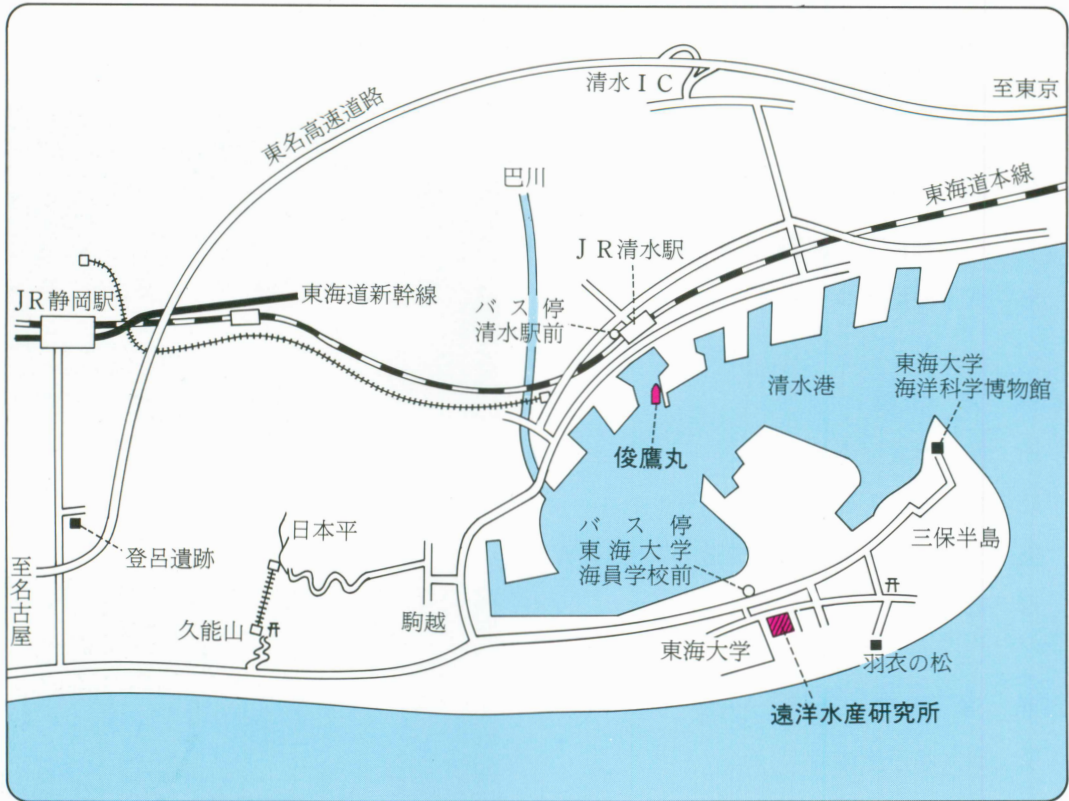 清水ＩＣ
至東京
東名高速道路
巴川
東海道本線
ＪＲ清水駅
ＪＲ静岡駅
東海道新幹線
バス停
清水駅前
東海大学
海洋科学博物館
清水港
俊鷹丸
バス停
東海大学
海員学校前
日本平
登呂遺跡
三保半島
至名古屋
久能山
駒越
東海大学
羽衣の松
遠洋水産研究所